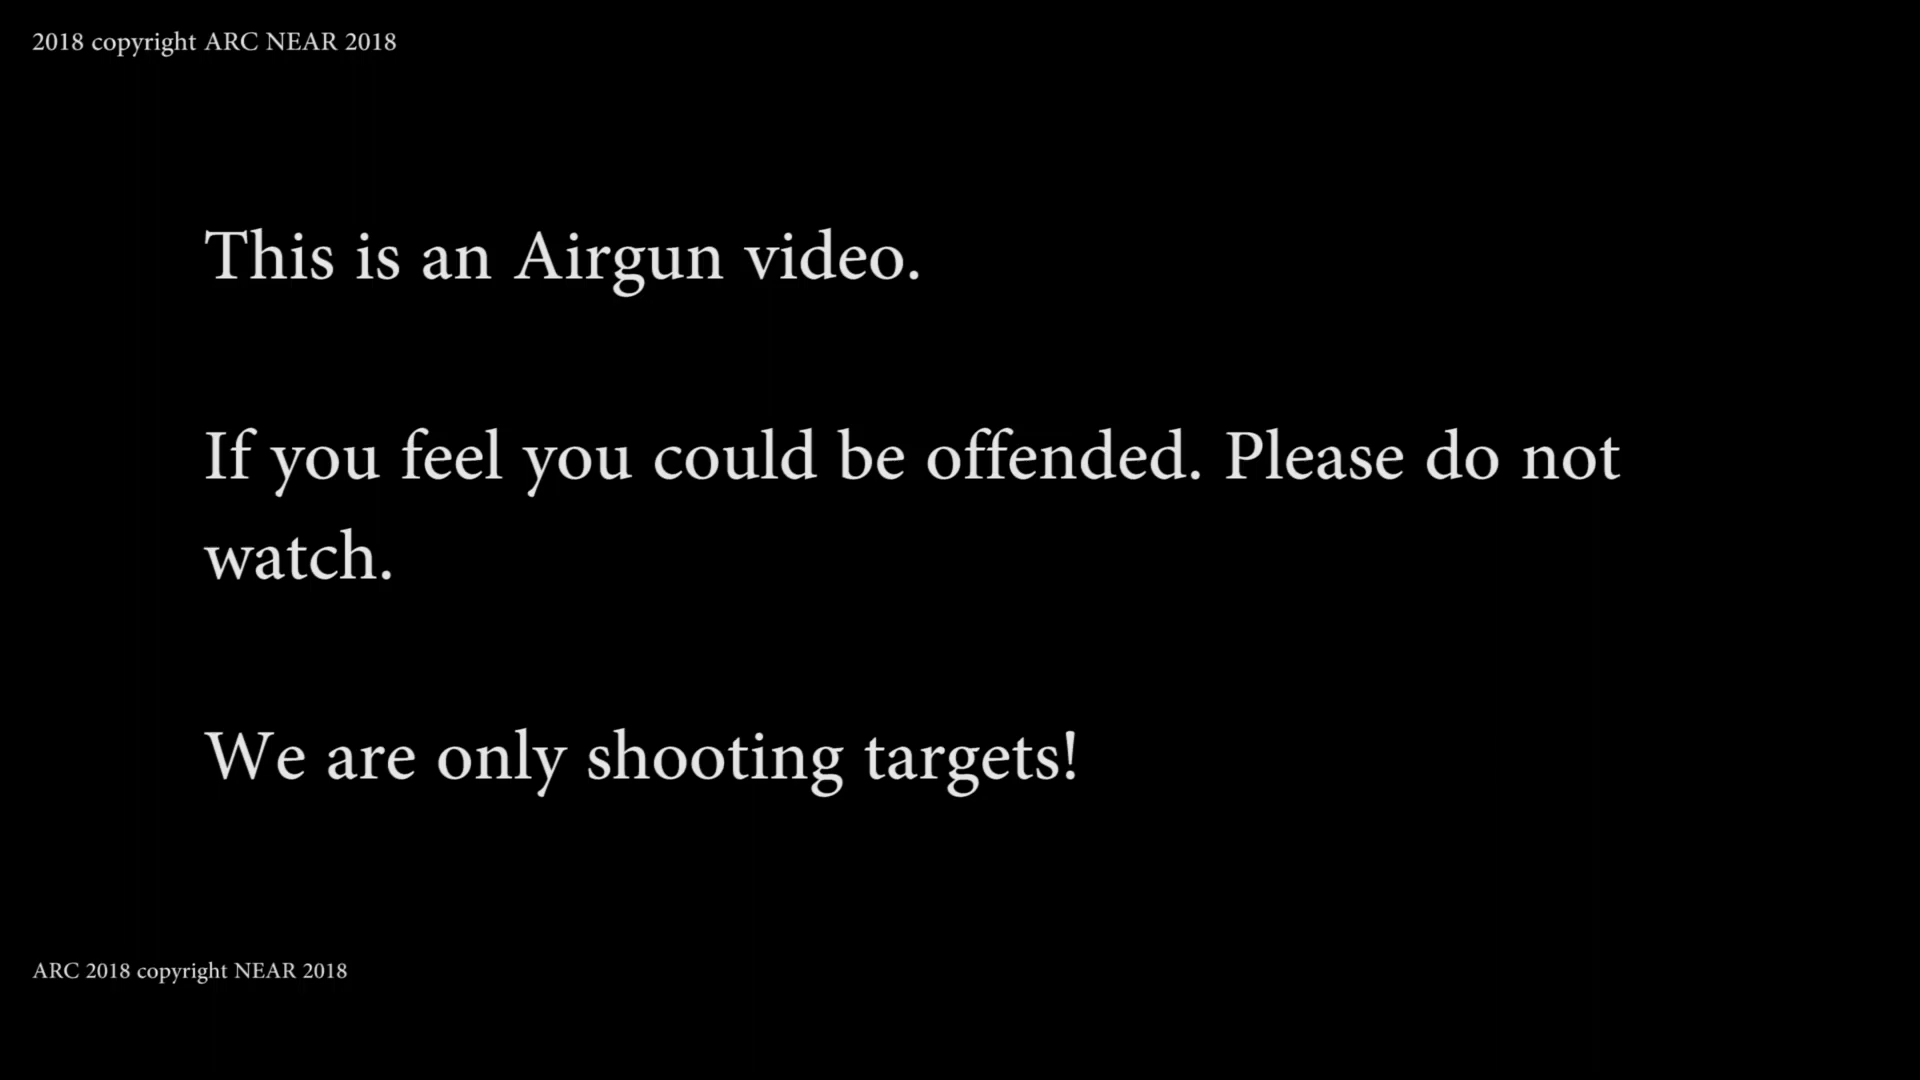 2018 copyright ARC NEAR 2018
This is an Airgun video.
If you feel you could be offended. Please do not
watch.
We are only shooting targets!
ARC 2018 copyright NEAR 2018